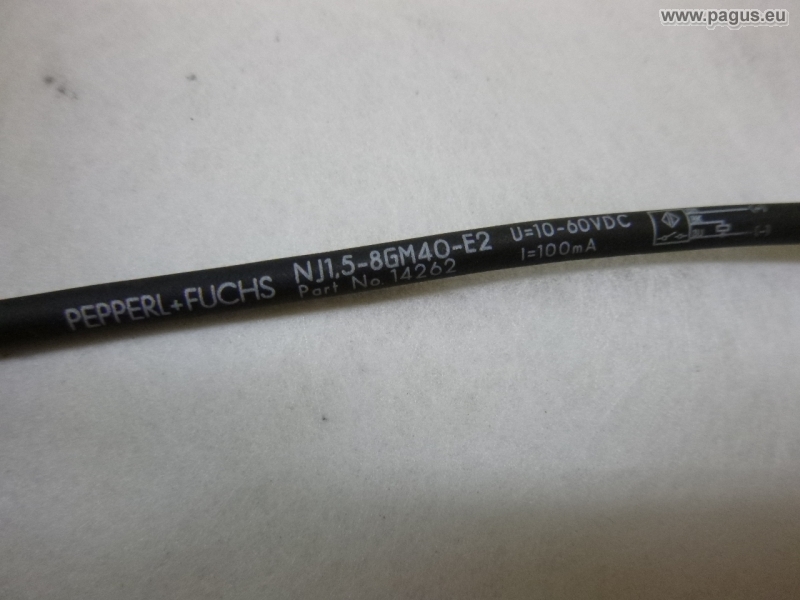 www.pagus.eu
PEPPERL+FUCHS
NJ1,5-8GM40-E2
Part No. 14262
U=10-60VDC
I=100mA